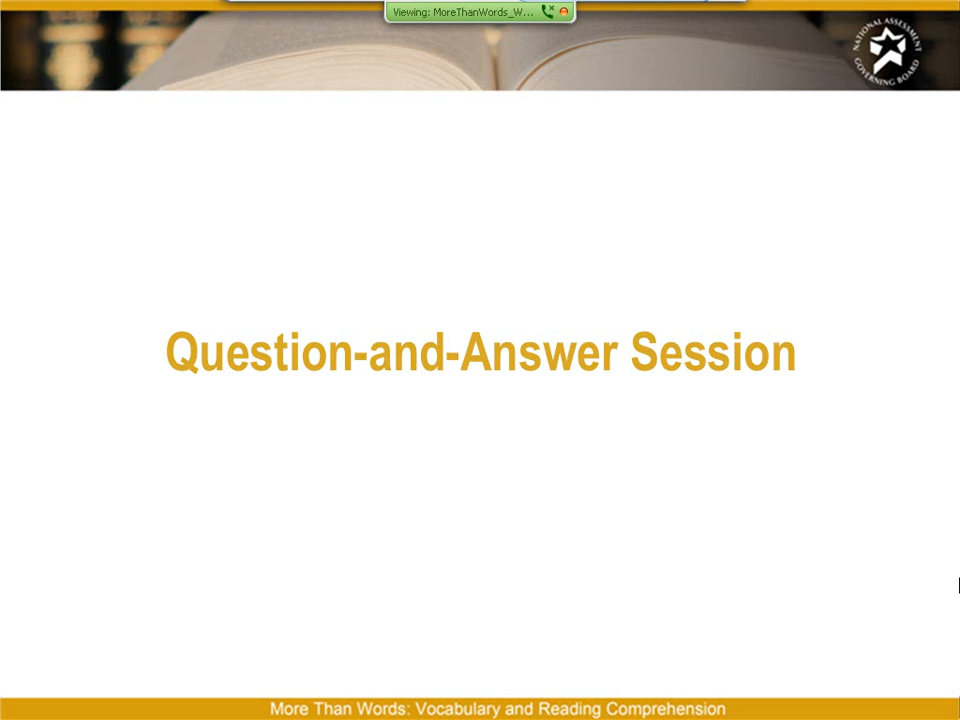 Viewing: MoreThanWords_W...
NATIONAL ASSESSMENT
GOVERNING BOARD
Question-and-Answer Session
More Than Words: Vocabulary and Reading Comprehension